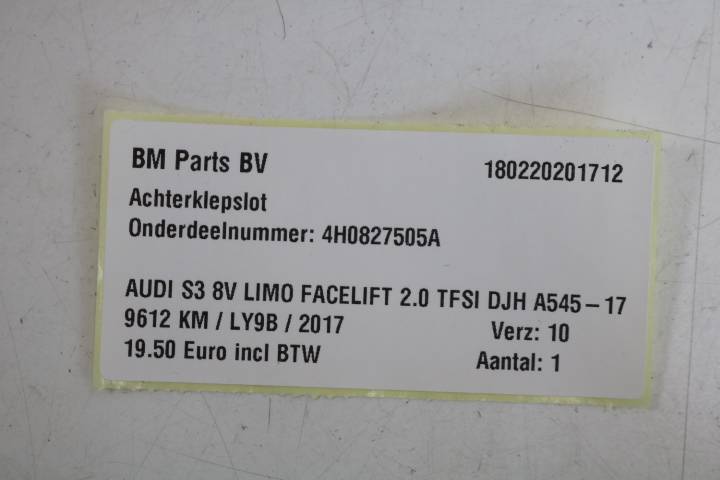 BM Parts BV 180220201712
Achterklepslot
Onderdeelnummer: 4H0827505A
AUDI S3 8V LIMO FACELIFT 2.0 TFSI DJH A545-17
9612 KM / LY9B / 2017 Verz: 10
19.50 Euro incl BTW Aantal: 1